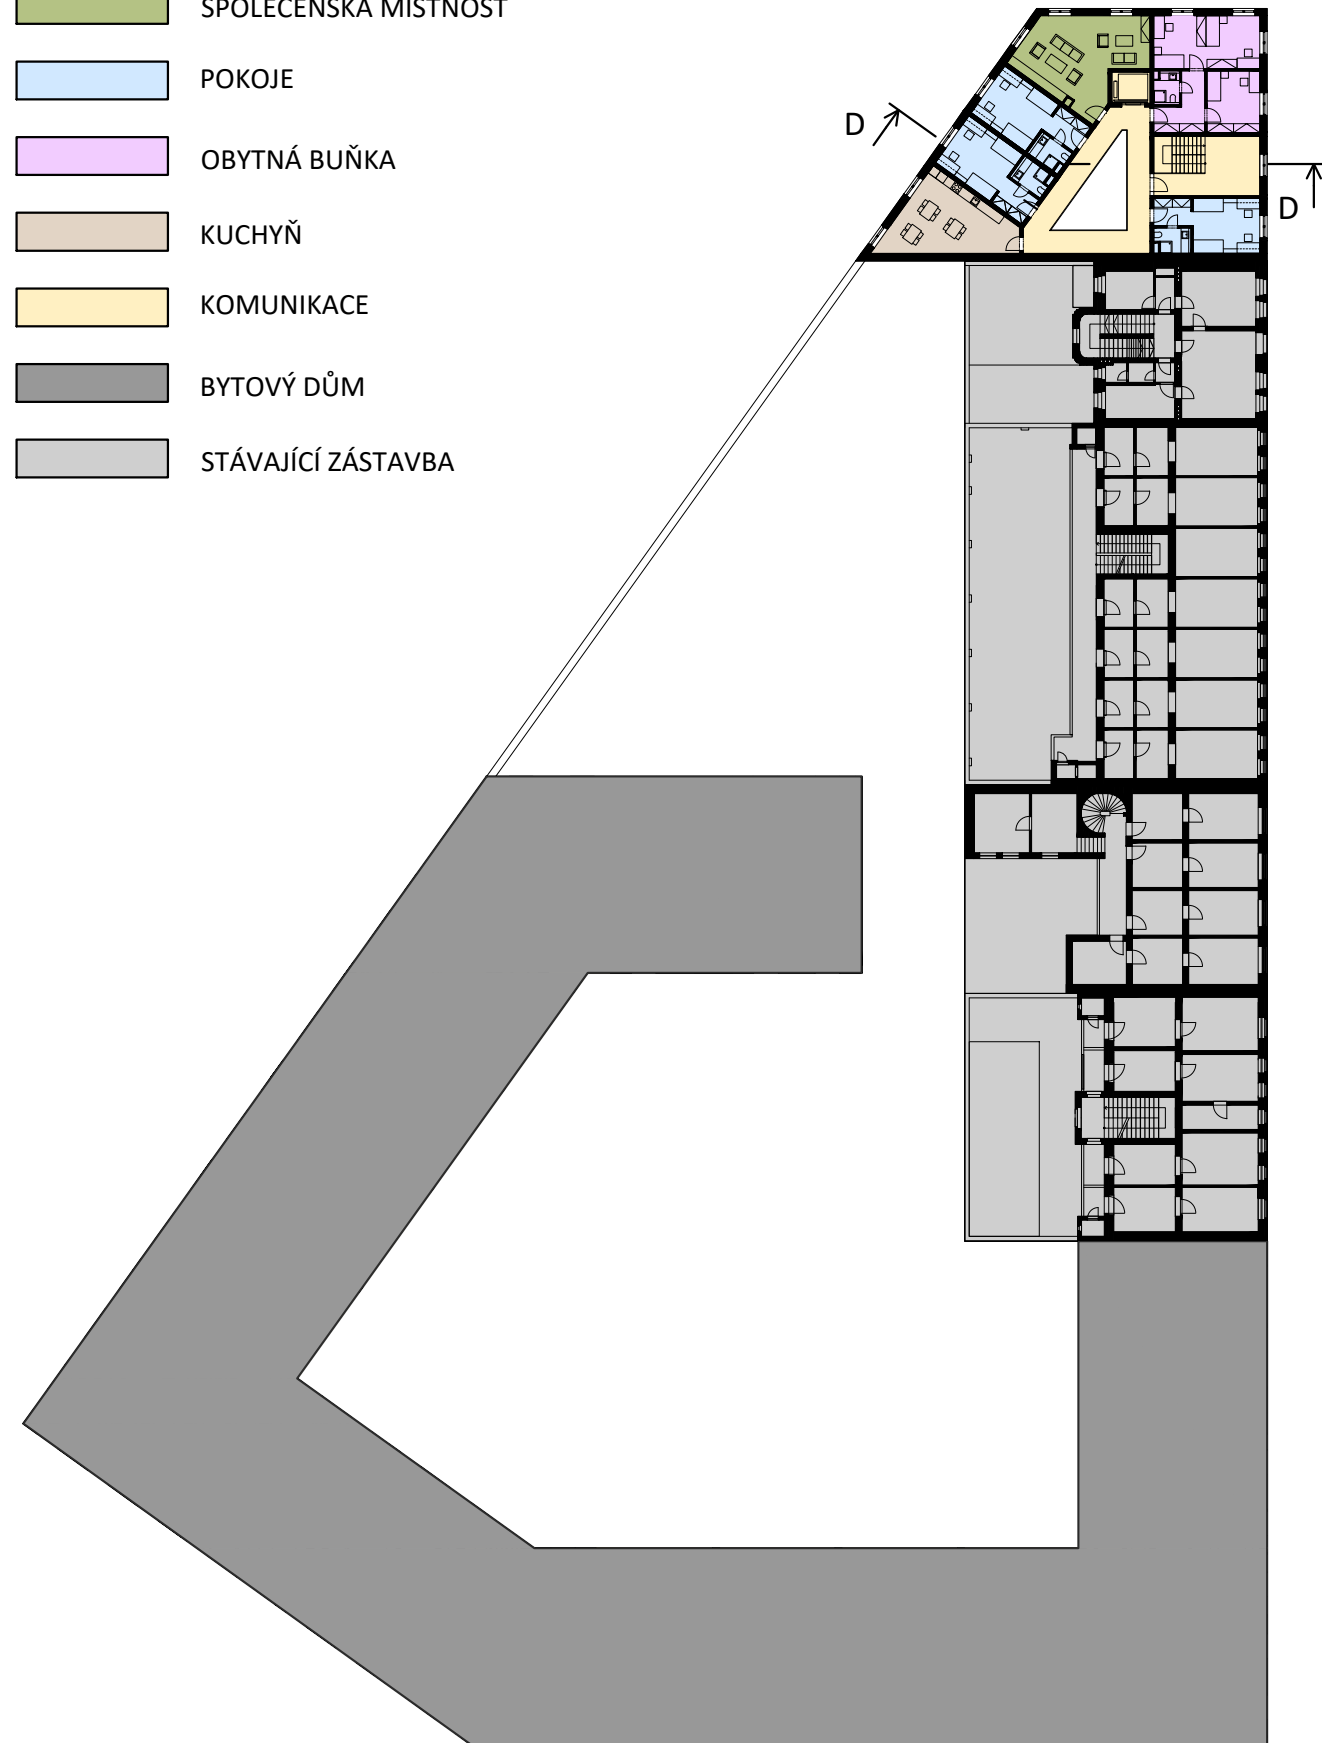 SPOLEČENSKÁ MÍSTNOST
POKOJE
OBYTNÁ BUŇKA
KUCHYŇ
KOMUNIKACE
BYTOVÝ DŮM
STÁVAJÍCÍ ZÁSTAVBA
D
D